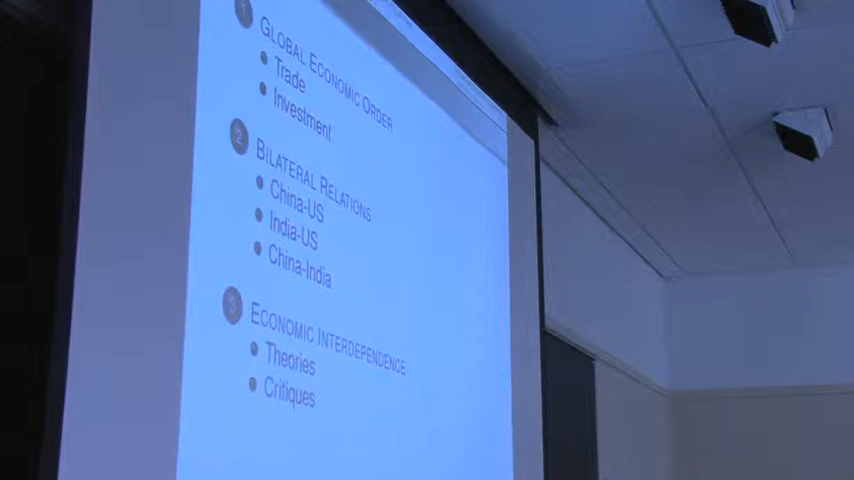 1 GLOBAL ECONOMIC ORDER
• Trade
• Investment
2 BILATERAL RELATIONS
• China-US
• India-US
• China-India
3 ECONOMIC INTERDEPENDENCE
• Theories
• Critiques